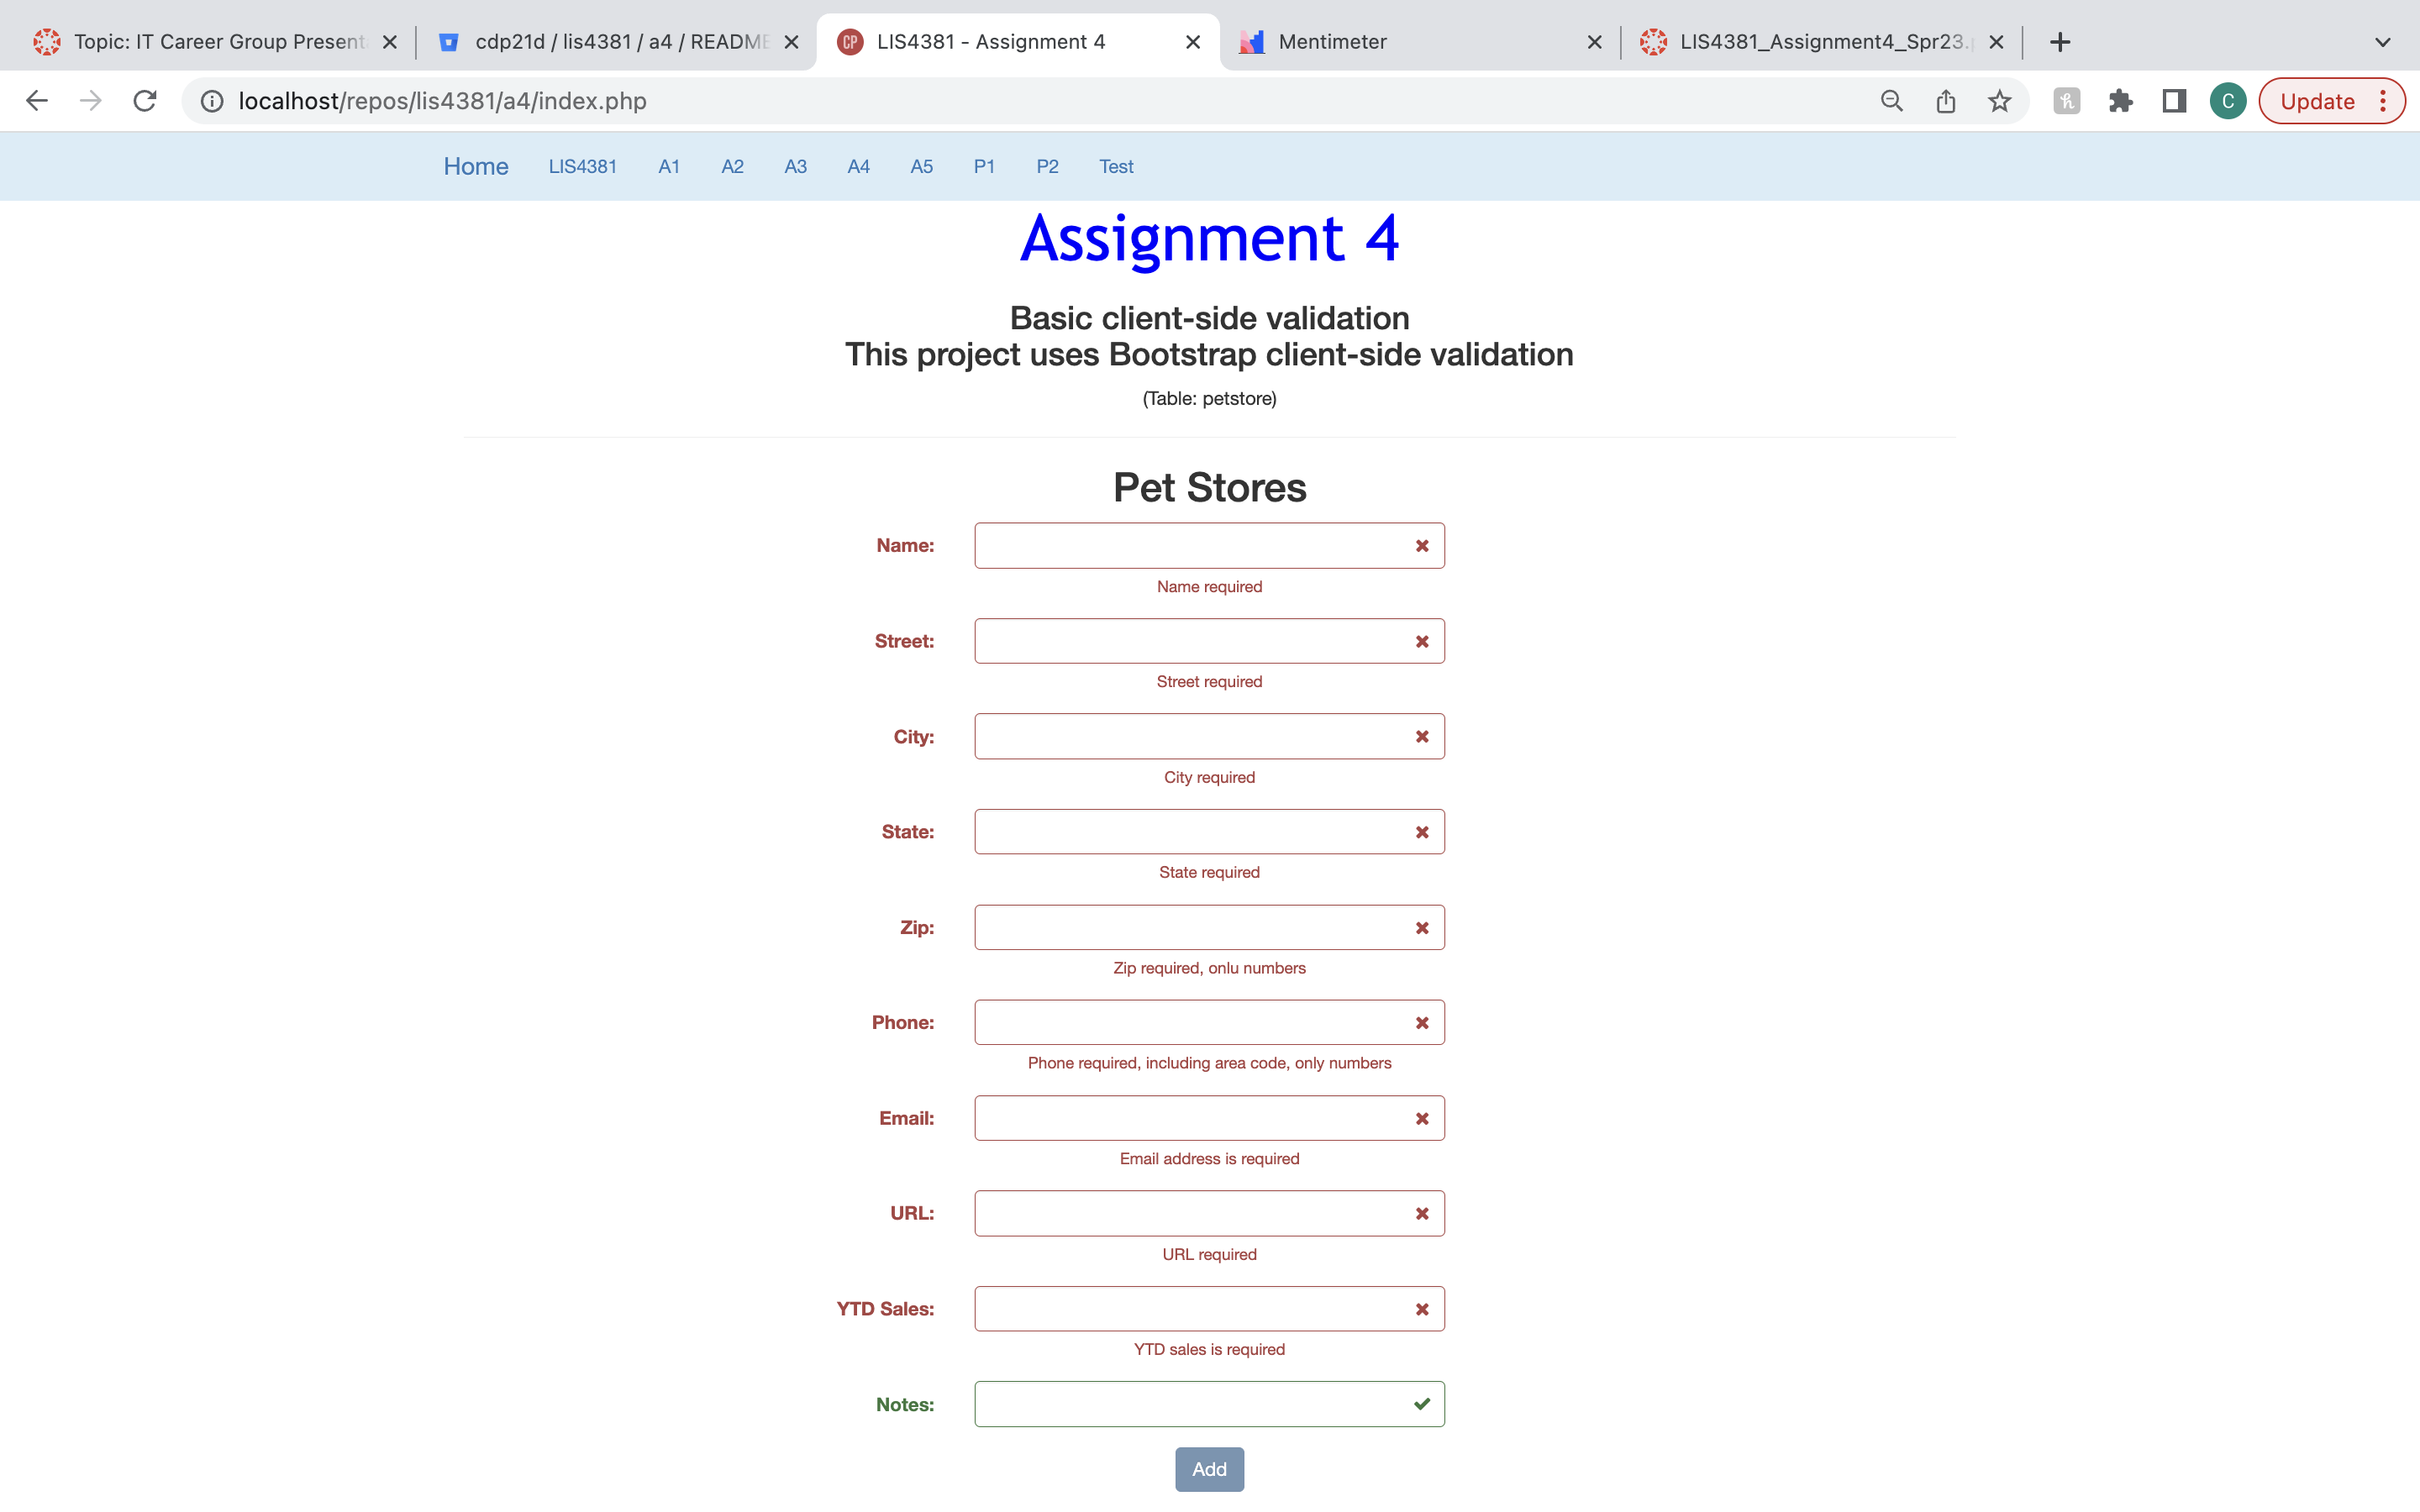 Topic: IT Career Group Present
cdp21d / lis4381 / a4 / README
CP LIS4381 - Assignment 4
Mentimeter
LIS4381_Assignment4_Spr23.
localhost/repos/lis4381/a4/index.php
C
Update
Home LIS4381 A1 A2 A3 A4 A5 P1 P2 Test
Assignment 4
Basic client-side validation
This project uses Bootstrap client-side validation
(Table: petstore)
Pet Stores
Name:
Name required
Street:
Street required
City:
City required
State:
State required
Zip:
Zip required, onlu numbers
Phone:
Phone required, including area code, only numbers
Email:
Email address is required
URL:
URL required
YTD Sales:
YTD sales is required
Notes:
Add